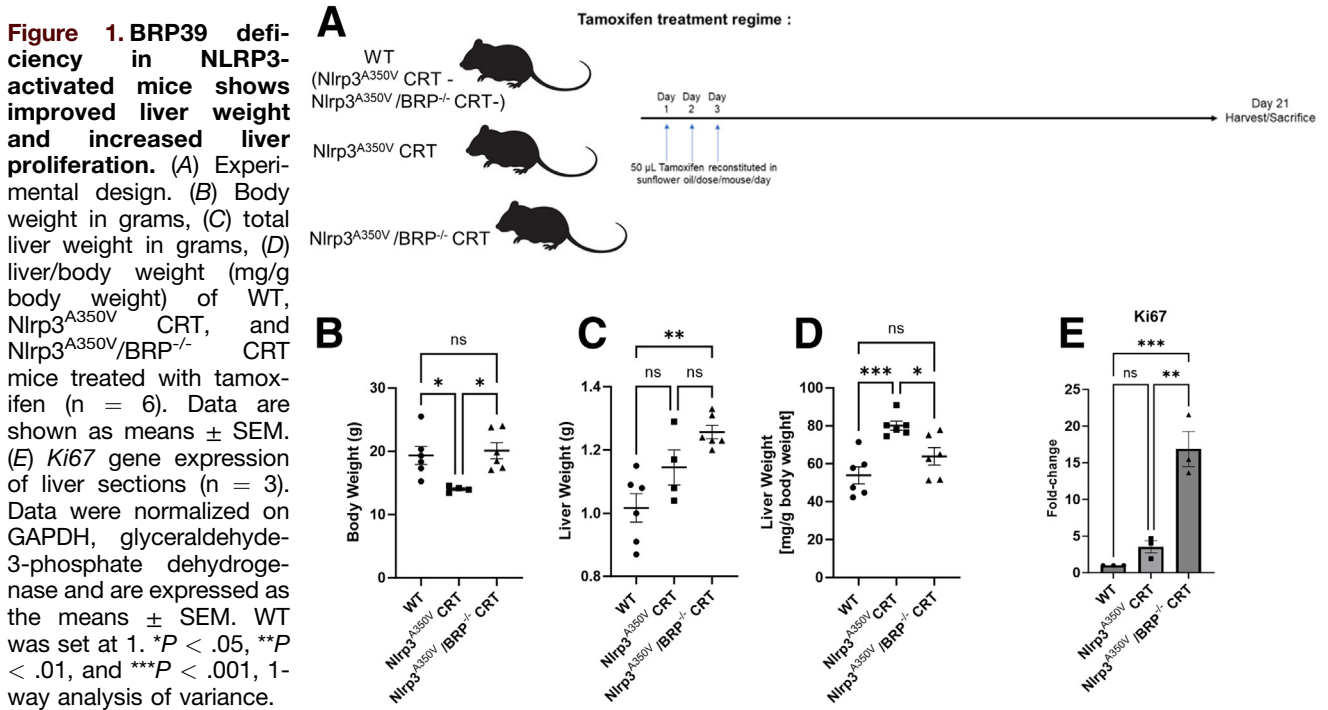 Figure 1. BRP39 defi-
ciency in NLRP3-
activated mice shows
improved liver weight
and increased liver
proliferation. (A) Experi-
mental design. (B) Body
weight in grams, (C) total
liver weight in grams, (D)
liver/body weight (mg/g
body weight) of WT,
Nlrp3A350V CRT, and
Nlrp3A350V/BRP-/- CRT
mice treated with tamox-
ifen (n = 6). Data are
shown as means ± SEM.
(E) Ki67 gene expression
of liver sections (n = 3).
Data were normalized on
GAPDH, glyceraldehyde-
3-phosphate dehydroge-
nase and are expressed as
the means ± SEM. WT
was set at 1. *P < .05, **P
< .01, and ***P < .001, 1-
way analysis of variance.
A
Tamoxifen treatment regime :
WT
(Nlrp3A350V CRT -
Nlrp3A350V /BRP-/- CRT-)
Nlrp3A350V CRT
Nlrp3A350V /BRP-/- CRT
Day 1
Day 2
Day 3
50 µL Tamoxifen reconstituted in
sunflower oil/dose/mouse/day
Day 21
Harvest/Sacrifice
B
ns
*
*
30
20
10
0
Body Weight (g)
WT
Nlrp3A350V CRT
Nlrp3A350V /BRP-/- CRT
C
**
ns
ns
1.4
1.2
1.0
0.8
Liver Weight (g)
WT
Nlrp3A350V CRT
Nlrp3A350V /BRP-/- CRT
D
ns
***
*
100
80
60
40
20
0
Liver Weight
[mg/g body weight]
WT
Nlrp3A350V CRT
Nlrp3A350V /BRP-/- CRT
E
Ki67
***
ns
**
25
20
15
10
5
0
Fold-change
WT
Nlrp3A350V CRT
Nlrp3A350V /BRP-/- CRT